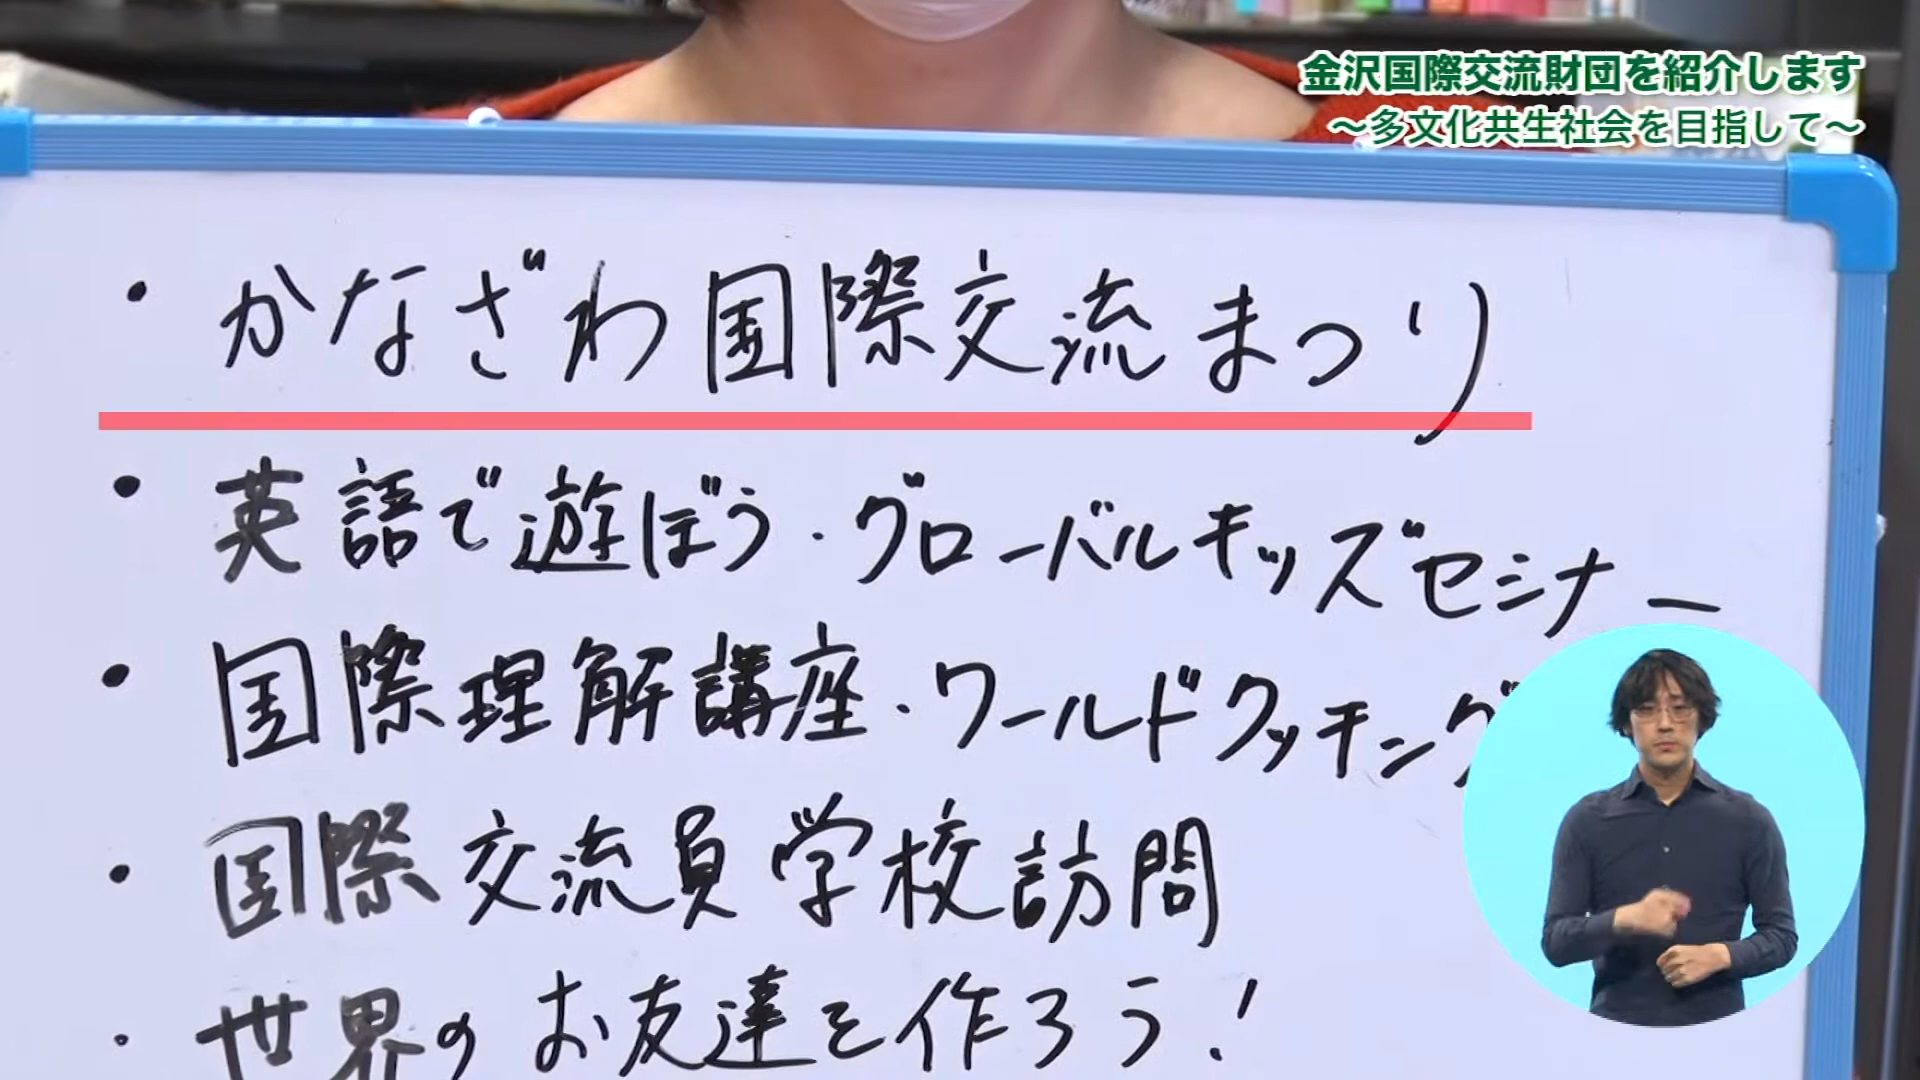 金沢国際交流財団を紹介します
～多文化共生社会を目指して～
・かなざわ国際交流まつり
・英語で遊ぼう・グローバルキッズセミナー
・国際理解講座・ワールドクッキング
・国際交流員学校訪問
・世界のお友達を作ろう!